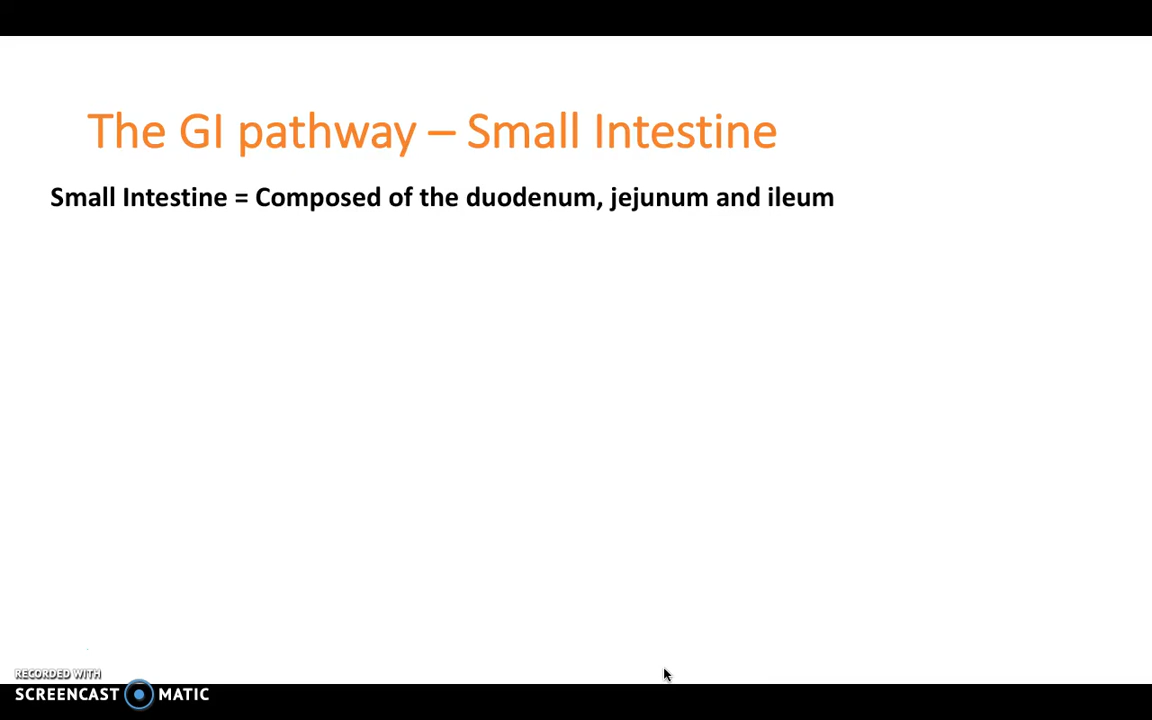 The GI pathway – Small Intestine
Small Intestine = Composed of the duodenum, jejunum and ileum
RECORDED WITH
SCREENCAST MATIC